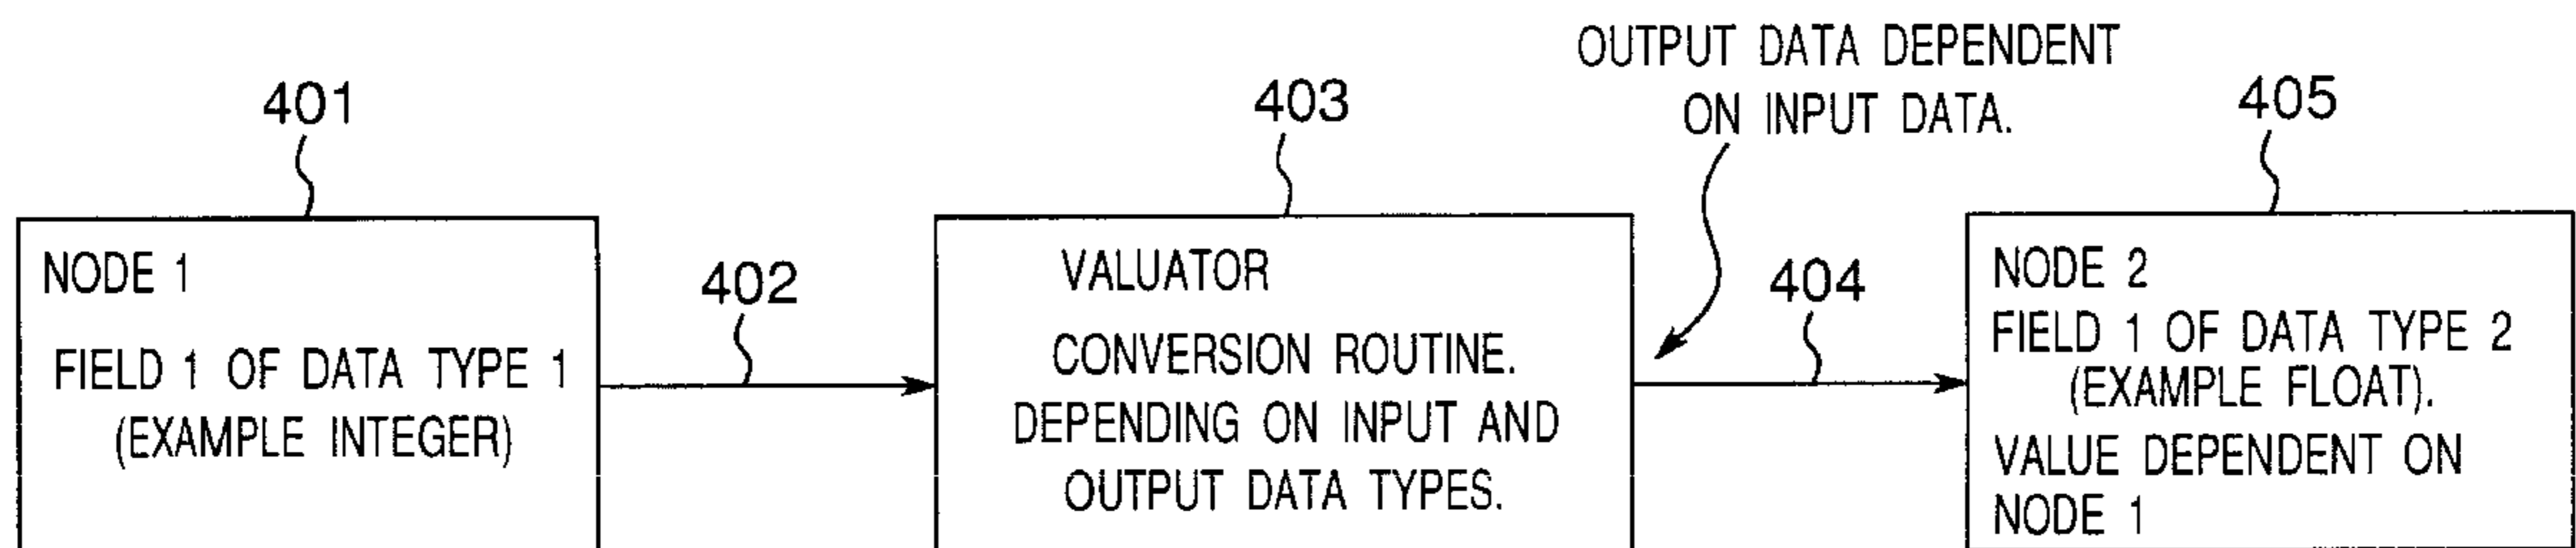 401
NODE 1
FIELD 1 OF DATA TYPE 1
(EXAMPLE INTEGER)
402
403
VALUATOR
CONVERSION ROUTINE.
DEPENDING ON INPUT AND
OUTPUT DATA TYPES.
OUTPUT DATA DEPENDENT
ON INPUT DATA.
404
405
NODE 2
FIELD 1 OF DATA TYPE 2
(EXAMPLE FLOAT).
VALUE DEPENDENT ON
NODE 1